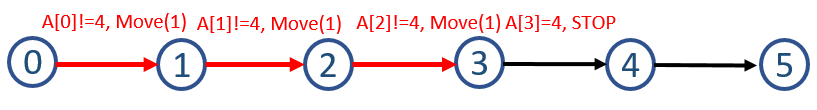 A[0]!=4, Move(1) A[1]!=4, Move(1) A[2]!=4, Move(1) A[3]=4, STOP
0 1 2 3 4 5